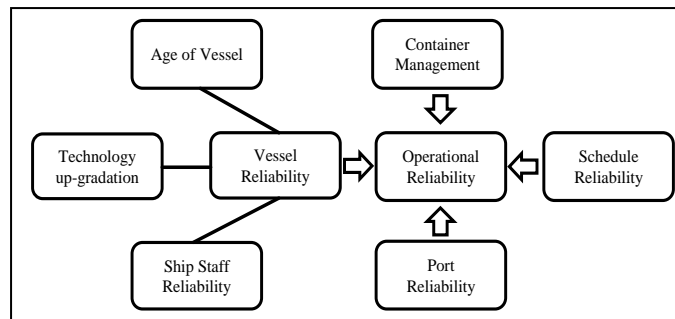 Age of Vessel
Container
Management
Technology
up-gradation
Vessel
Reliability
Operational
Reliability
Schedule
Reliability
Ship Staff
Reliability
Port
Reliability